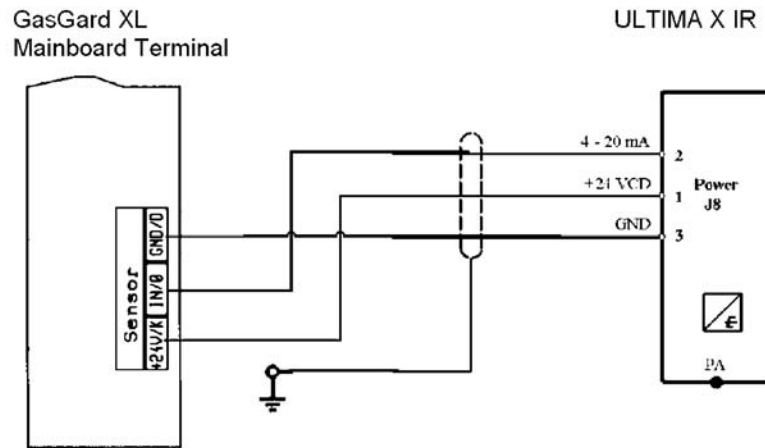 GasGard XL
Mainboard Terminal
ULTIMA X IR
4 - 20 mA
2
+24 VCD
1
Power
J8
GND
3
Sensor
GND/D
IN/0
+24V/K
PA